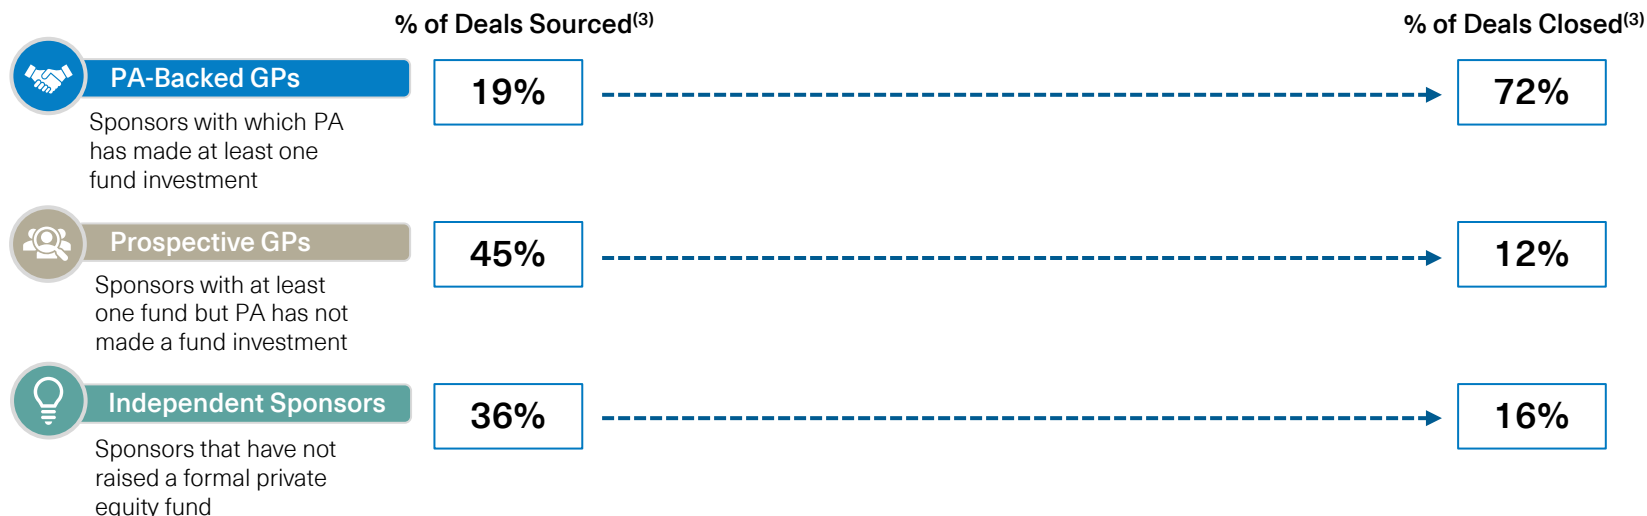 % of Deals Sourced(3)
% of Deals Closed(3)
PA-Backed GPs
19%
72%
Sponsors with which PA
has made at least one
fund investment
Prospective GPs
45%
12%
Sponsors with at least
one fund but PA has not
made a fund investment
Independent Sponsors
36%
16%
Sponsors that have not
raised a formal private
equity fund